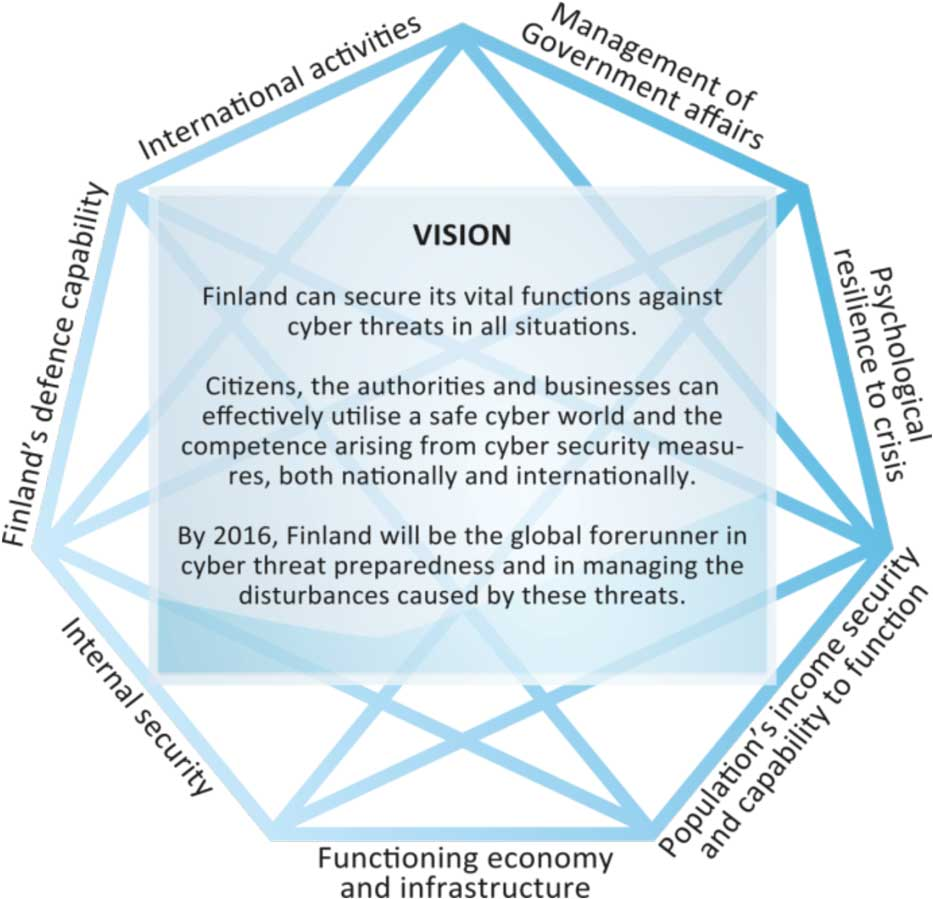 Management of
Government affairs
Psychological
resilience to crisis
Population's income security
and capability to function
Functioning economy
and infrastructure
Internal security
Finland's defence capability
International activities
VISION
Finland can secure its vital functions against
cyber threats in all situations.
Citizens, the authorities and businesses can
effectively utilise a safe cyber world and the
competence arising from cyber security measu-
res, both nationally and internationally.
By 2016, Finland will be the global forerunner in
cyber threat preparedness and in managing the
disturbances caused by these threats.